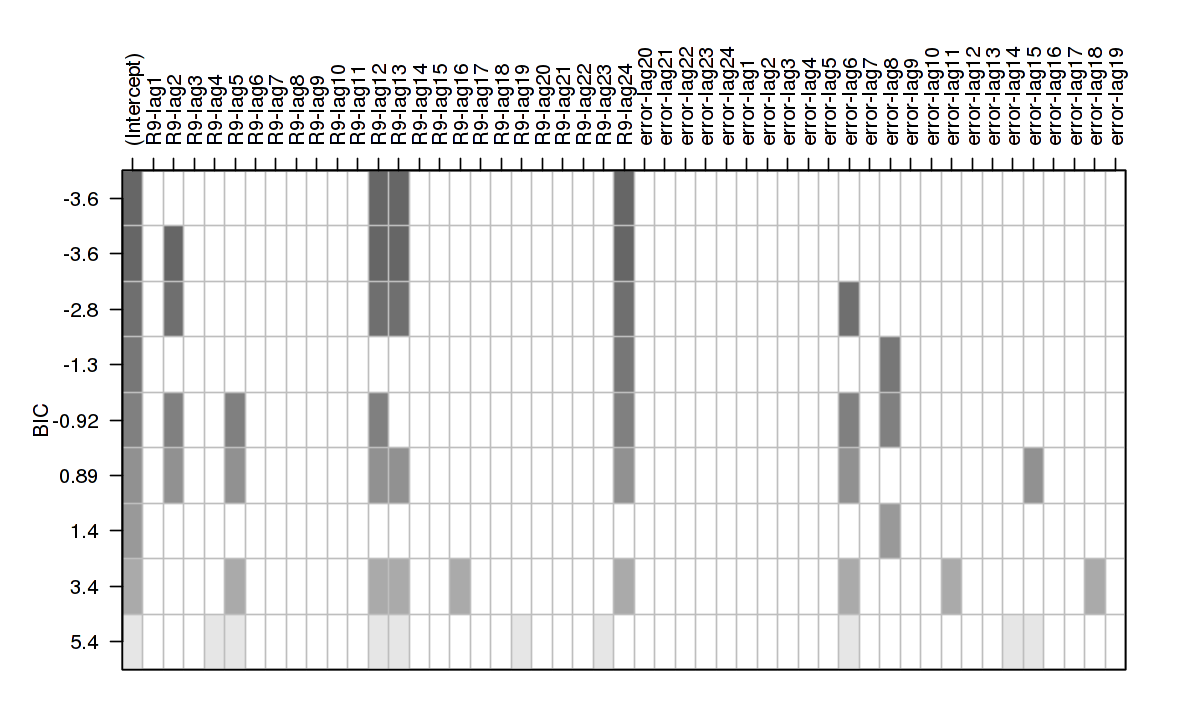 (Intercept)
R9-lag1
R9-lag2
R9-lag3
R9-lag4
R9-lag5
R9-lag6
R9-lag7
R9-lag8
R9-lag9
R9-lag10
R9-lag11
R9-lag12
R9-lag13
R9-lag14
R9-lag15
R9-lag16
R9-lag17
R9-lag18
R9-lag19
R9-lag20
R9-lag21
R9-lag22
R9-lag23
R9-lag24
error-lag20
error-lag21
error-lag22
error-lag23
error-lag24
error-lag1
error-lag2
error-lag3
error-lag4
error-lag5
error-lag6
error-lag7
error-lag8
error-lag9
error-lag10
error-lag11
error-lag12
error-lag13
error-lag14
error-lag15
error-lag16
error-lag17
error-lag18
error-lag19
BIC
-3.6
-3.6
-2.8
-1.3
-0.92
0.89
1.4
3.4
5.4